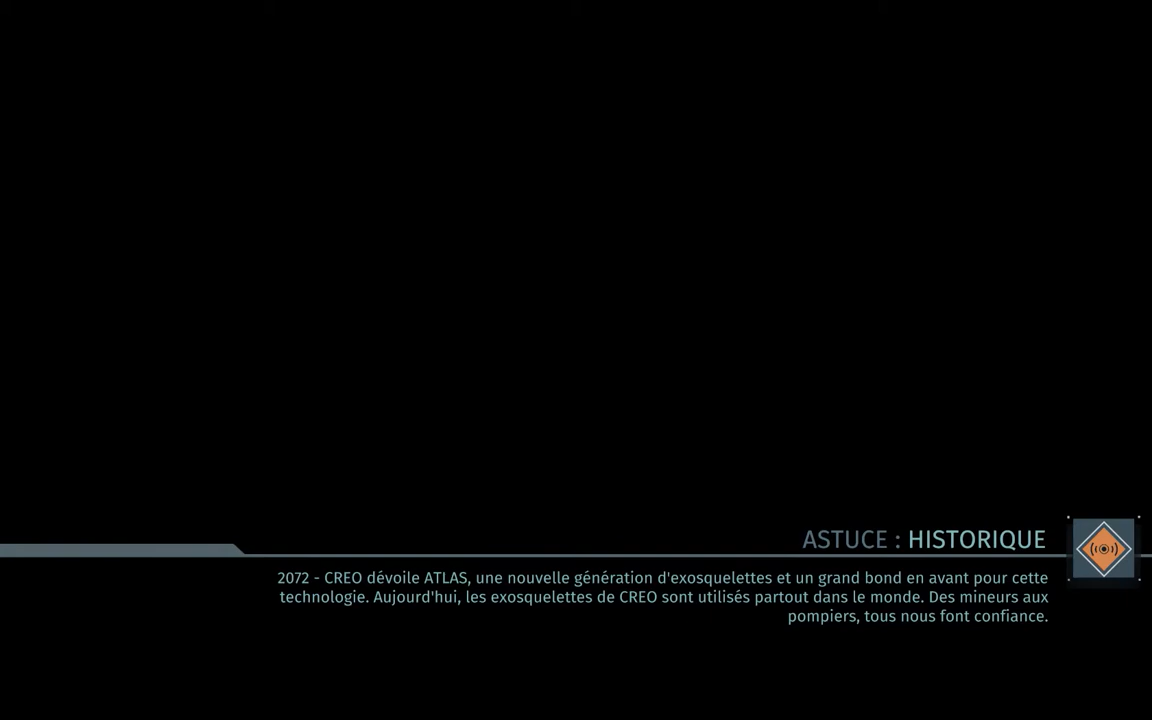 ASTUCE : HISTORIQUE
2072 - CREO dévoile ATLAS, une nouvelle génération d'exosquelettes et un grand bond en avant pour cette
technologie. Aujourd'hui, les exosquelettes de CREO sont utilisés partout dans le monde. Des mineurs aux
pompiers, tous nous font confiance.